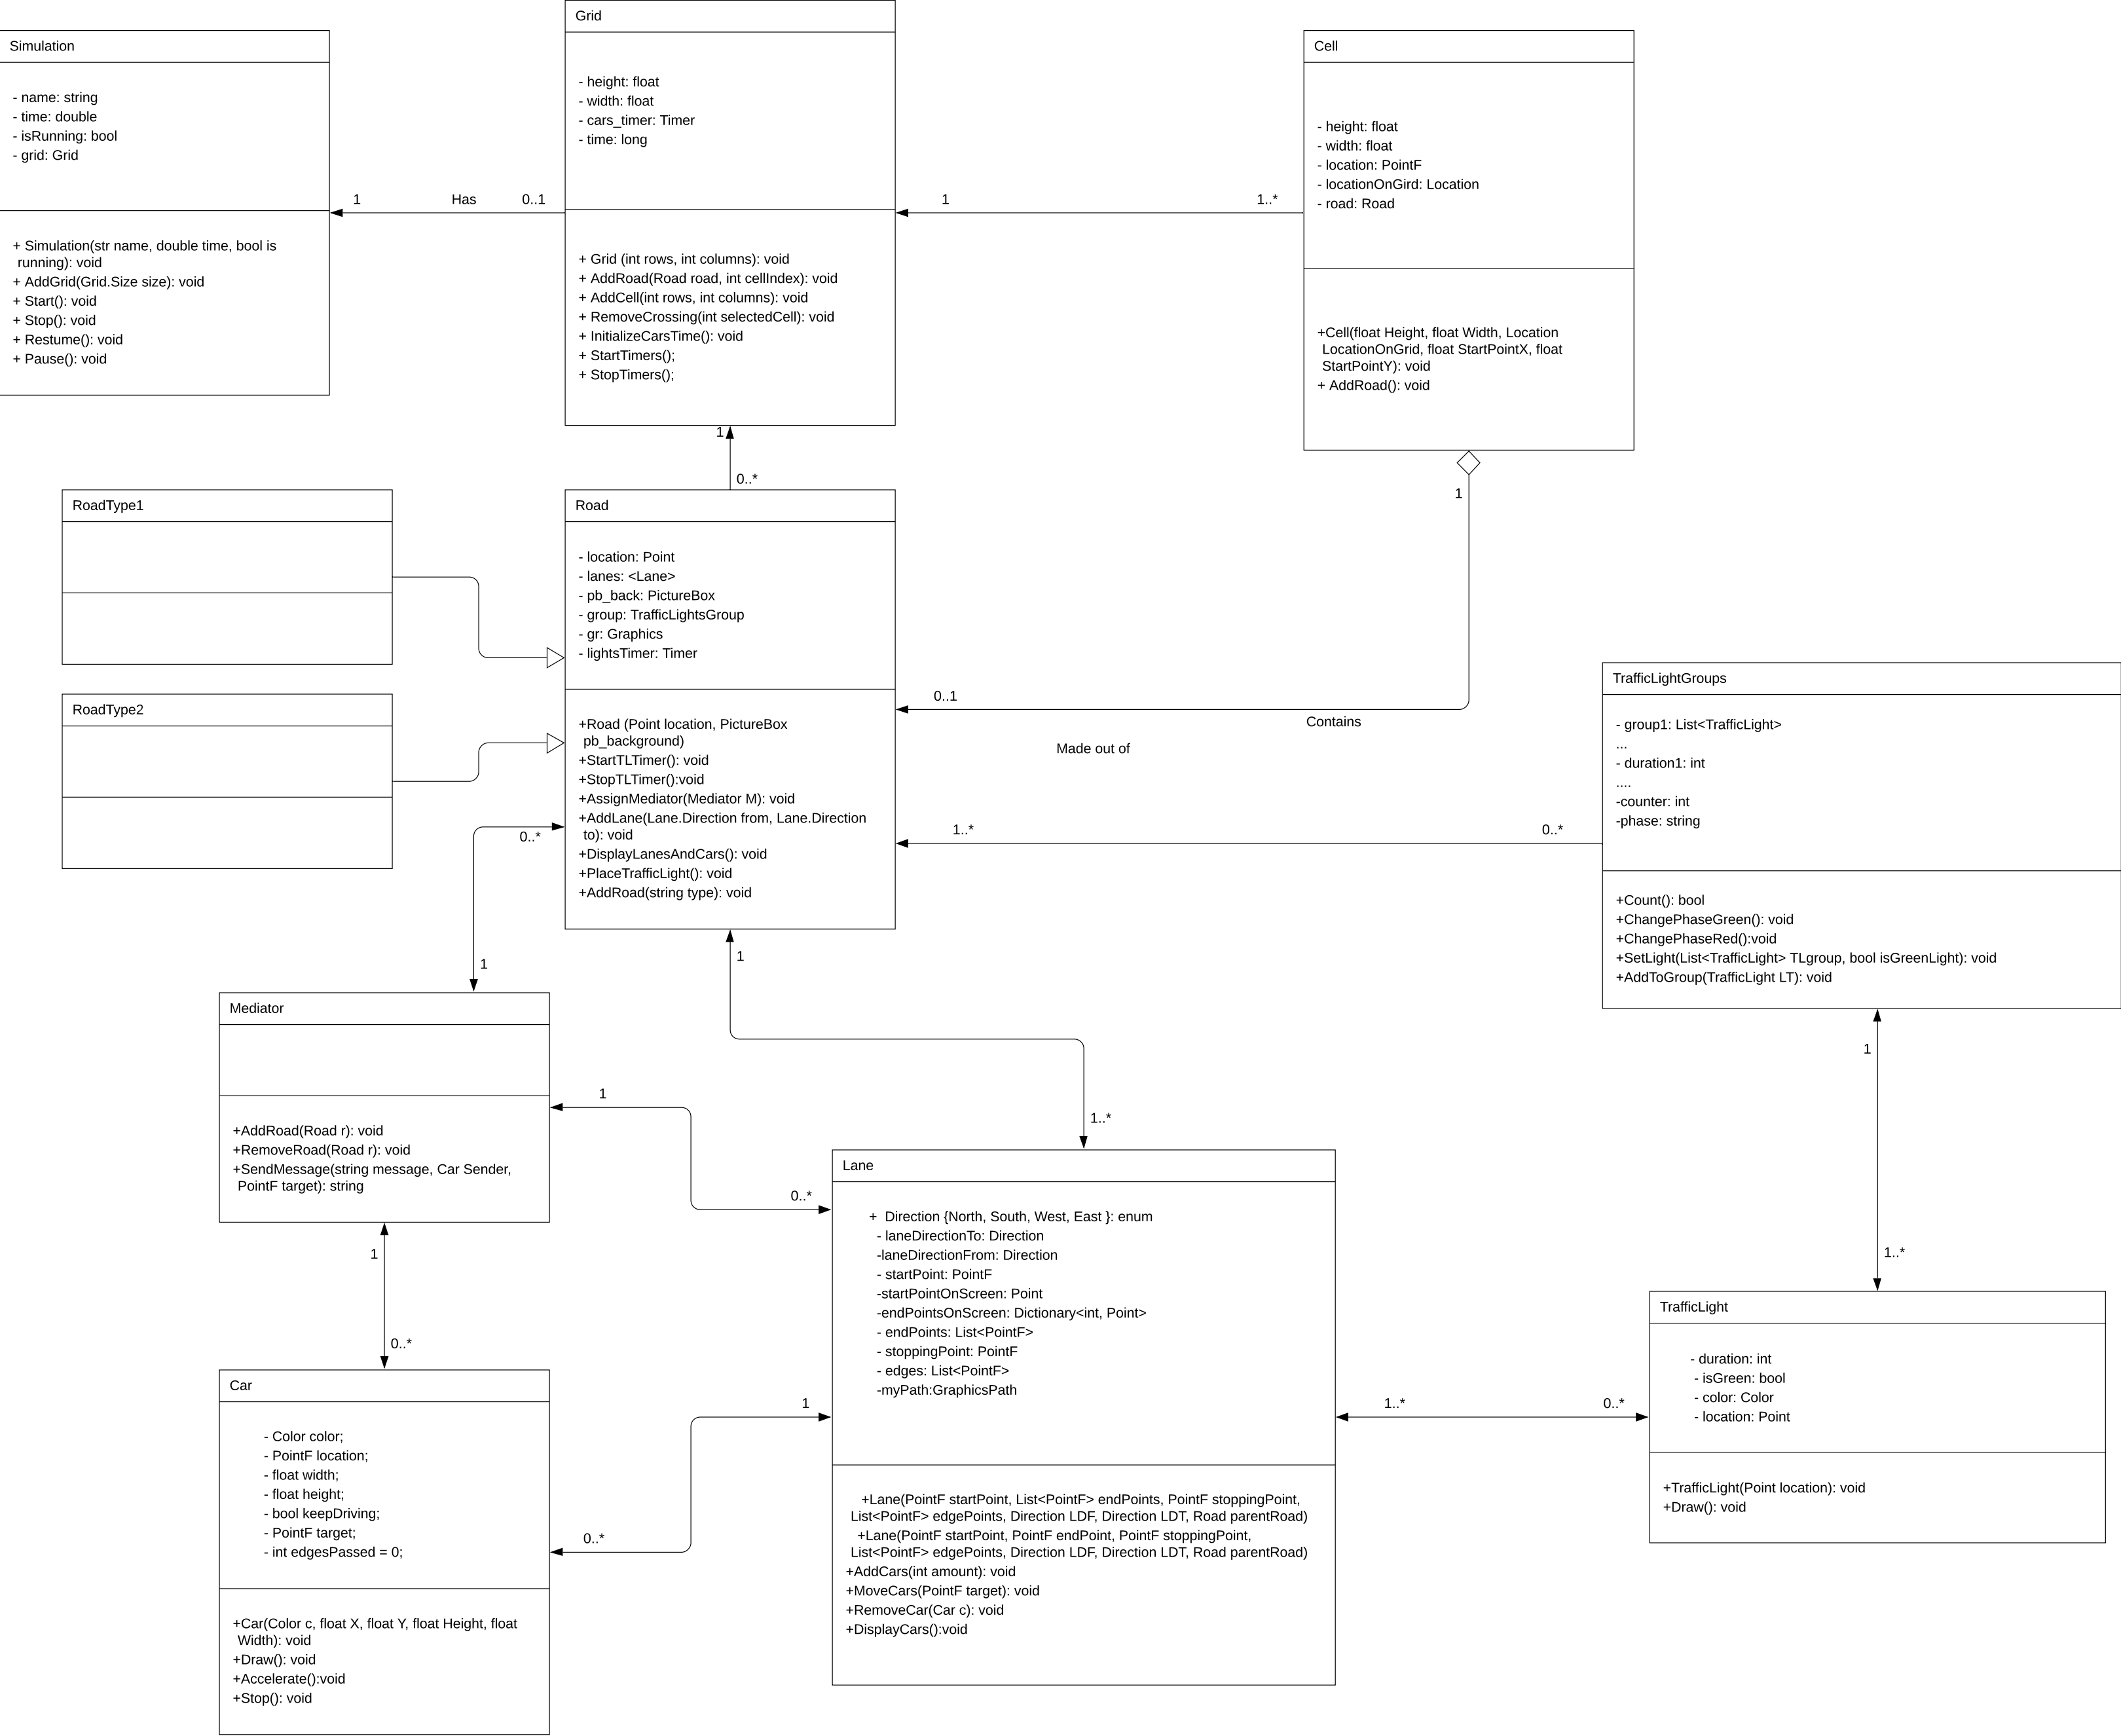 Simulation
- name: string
- time: double
- isRunning: bool
- grid: Grid
+ Simulation(str name, double time, bool is
running): void
+ AddGrid(Grid.Size size): void
+ Start(): void
+ Stop(): void
+ Restume(): void
+ Pause(): void
1
Has
0..1
Grid
- height: float
- width: float
- cars_timer: Timer
- time: long
+ Grid (int rows, int columns): void
+ AddRoad(Road road, int cellIndex): void
+ AddCell(int rows, int columns): void
+ RemoveCrossing(int selectedCell): void
+ InitializeCarsTime(): void
+ StartTimers();
+ StopTimers();
1
1..*
Cell
- height: float
- width: float
- location: PointF
- locationOnGird: Location
- road: Road
+Cell(float Height, float Width, Location
LocationOnGrid, float StartPointX, float
StartPointY): void
+ AddRoad(): void
1
0..*
1
RoadType1
RoadType2
Road
- location: Point
- lanes: <Lane>
- pb_back: PictureBox
- group: TrafficLightsGroup
- gr: Graphics
- lightsTimer: Timer
+Road (Point location, PictureBox
pb_background)
+StartTLTimer(): void
+StopTLTimer():void
+AssignMediator(Mediator M): void
+AddLane(Lane.Direction from, Lane.Direction
to): void
+DisplayLanesAndCars(): void
+PlaceTrafficLight(): void
+AddRoad(string type): void
0..1
Contains
Made out of
1..*
0..*
TrafficLightGroups
- group1: List<TrafficLight>
...
- duration1: int
....
-counter: int
-phase: string
+Count(): bool
+ChangePhaseGreen(): void
+ChangePhaseRed():void
+SetLight(List<TrafficLight> TLgroup, bool isGreenLight): void
+AddToGroup(TrafficLight LT): void
0..*
1
1
1..*
1
1..*
Mediator
+AddRoad(Road r): void
+RemoveRoad(Road r): void
+SendMessage(string message, Car Sender,
PointF target): string
1
0..*
1
0..*
Lane
+  Direction {North, South, West, East }: enum
- laneDirectionTo: Direction
-laneDirectionFrom: Direction
- startPoint: PointF
-startPointOnScreen: Point
-endPointsOnScreen: Dictionary<int, Point>
- endPoints: List<PointF>
- stoppingPoint: PointF
- edges: List<PointF>
-myPath:GraphicsPath
+Lane(PointF startPoint, List<PointF> endPoints, PointF stoppingPoint,
List<PointF> edgePoints, Direction LDF, Direction LDT, Road parentRoad)
+Lane(PointF startPoint, PointF endPoint, PointF stoppingPoint,
List<PointF> edgePoints, Direction LDF, Direction LDT, Road parentRoad)
+AddCars(int amount): void
+MoveCars(PointF target): void
+RemoveCar(Car c): void
+DisplayCars():void
1..*
0..*
TrafficLight
- duration: int
- isGreen: bool
- color: Color
- location: Point
+TrafficLight(Point location): void
+Draw(): void
Car
- Color color;
- PointF location;
- float width;
- float height;
- bool keepDriving;
- PointF target;
- int edgesPassed = 0;
+Car(Color c, float X, float Y, float Height, float
Width): void
+Draw(): void
+Accelerate():void
+Stop(): void
1
0..*